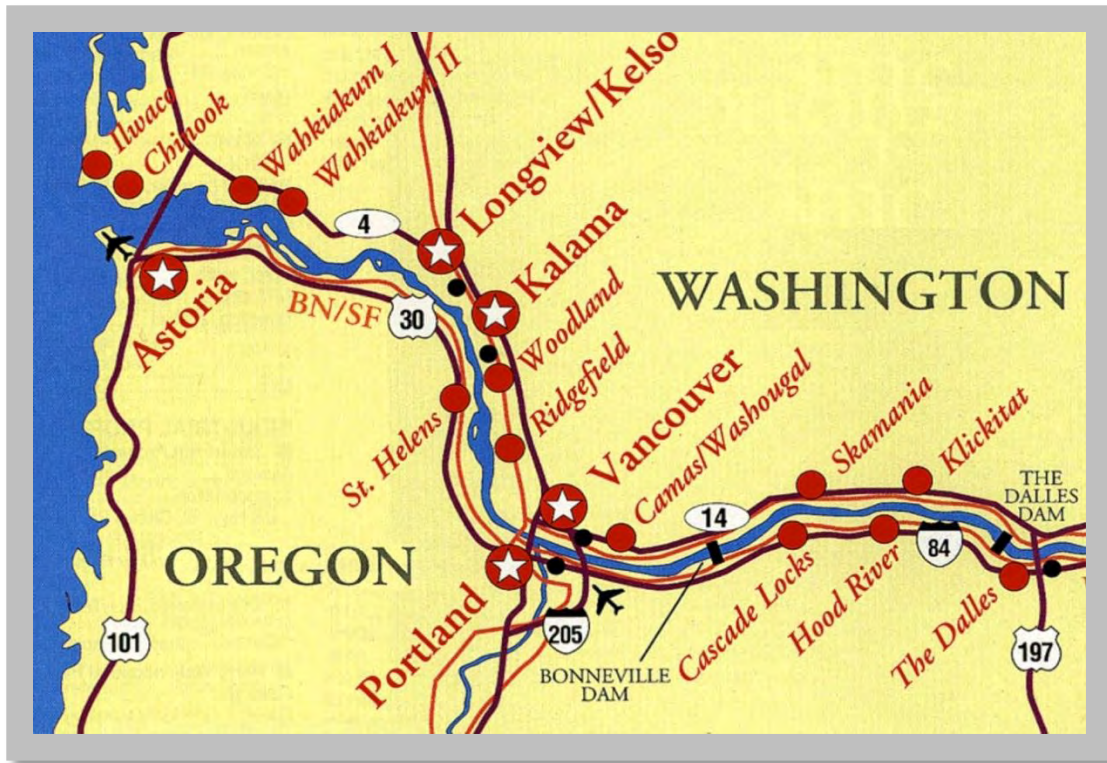 Ilwaco
Chinook
Wahkiakum I
Wahkiakum II
Longview/Kelso
4
Kalama
WASHINGTON
Astoria
BN/SF
30
Woodland
Ridgefield
St. Helens
Vancouver
Camas/Washougal
Skamania
Klickitat
THE
DALLES
DAM
14
OREGON
84
Portland
205
Cascade Locks
Hood River
The Dalles
101
197
BONNEVILLE
DAM